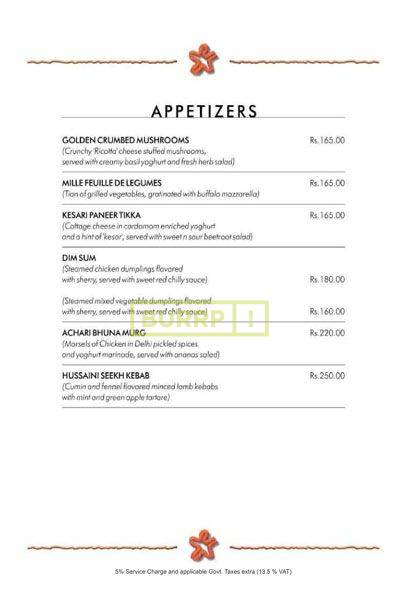 APPETIZERS
GOLDEN CRUMBED MUSHROOMS Rs.165.00
(Crunchy 'Ricotta' cheese stuffed mushrooms,
served with creamy basil yoghurt and fresh herb salad)
MILLE FEUILLE DE LEGUMES Rs.165.00
(Tian of grilled vegetables, gratinated with buffalo mozzarella)
KESARI PANEER TIKKA Rs.165.00
(Cottage cheese in cardamom enriched yoghurt
and a hint of 'kesar', served with sweet n sour beetroot salad)
DIM SUM
(Steamed chicken dumplings flavored
with sherry, served with sweet red chilly sauce) Rs.180.00
(Steamed mixed vegetable dumplings flavored
with sherry, served with sweet red chilly sauce) Rs.160.00
BURRP!
ACHARI BHUNA MURG Rs.220.00
(Morsels of Chicken in Delhi pickled spices
and yoghurt marinade, served with ananas salad)
HUSSAINI SEEKH KEBAB Rs.250.00
(Cumin and fennel flavored minced lamb kebabs
with mint and green apple tartare)
5% Service Charge and applicable Govt. Taxes extra (13.5 % VAT)